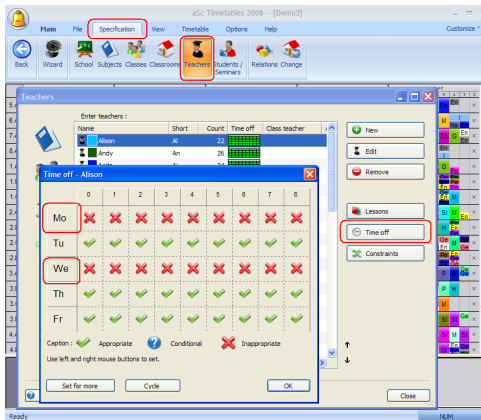 aSc Timetables 2008 - [Demo3]
Main File Specification View Timetable Options Help Customize
Back Wizard School Subjects Classes Classrooms Teachers Students / Seminars Relations Change
Teachers
Enter teachers :
Name Short Count Time off Class teacher
Alison Al 22
Andy An 26
New
Edit
Remove
Lessons
Time off
Constraints
Time off - Alison
0 1 2 3 4 5 6 7 8
Mo
Tu
We
Th
Fr
Caption : Appropriate Conditional Inappropriate
Use left and right mouse buttons to set.
Set for more Cycle OK
Close
Ready NUM